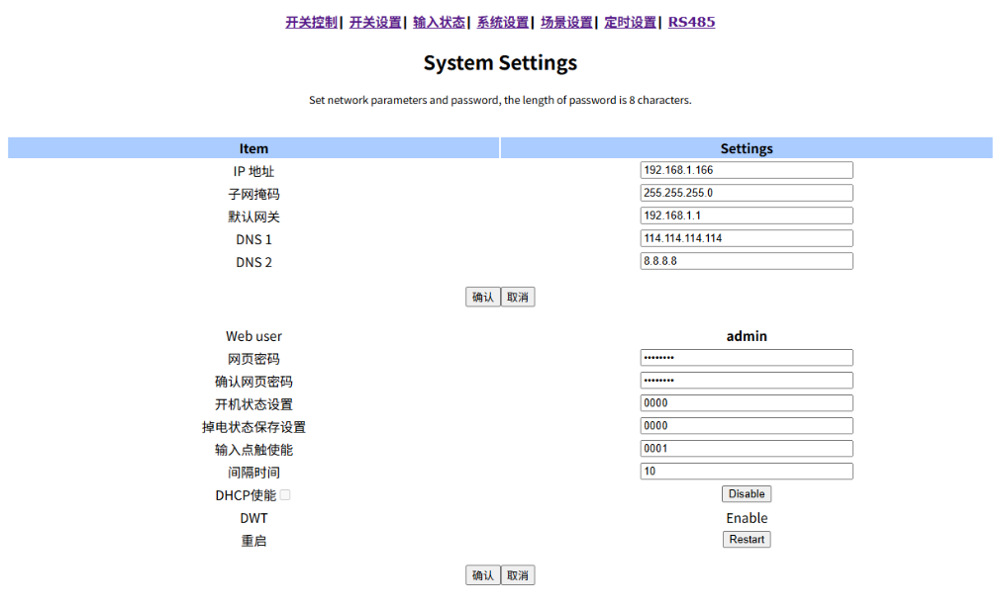 开关控制| 开关设置| 输入状态| 系统设置| 场景设置| 定时设置| RS485
System Settings
Set network parameters and password, the length of password is 8 characters.
Item Settings
IP 地址 192.168.1.166
子网掩码 255.255.255.0
默认网关 192.168.1.1
DNS 1 114.114.114.114
DNS 2 8.8.8.8
确认 取消
Web user admin
网页密码 ••••••••
确认网页密码 ••••••••
开机状态设置 0000
掉电状态保存设置 0000
输入点触使能 0001
间隔时间 10
DHCP使能 Disable
DWT Enable
重启 Restart
确认 取消